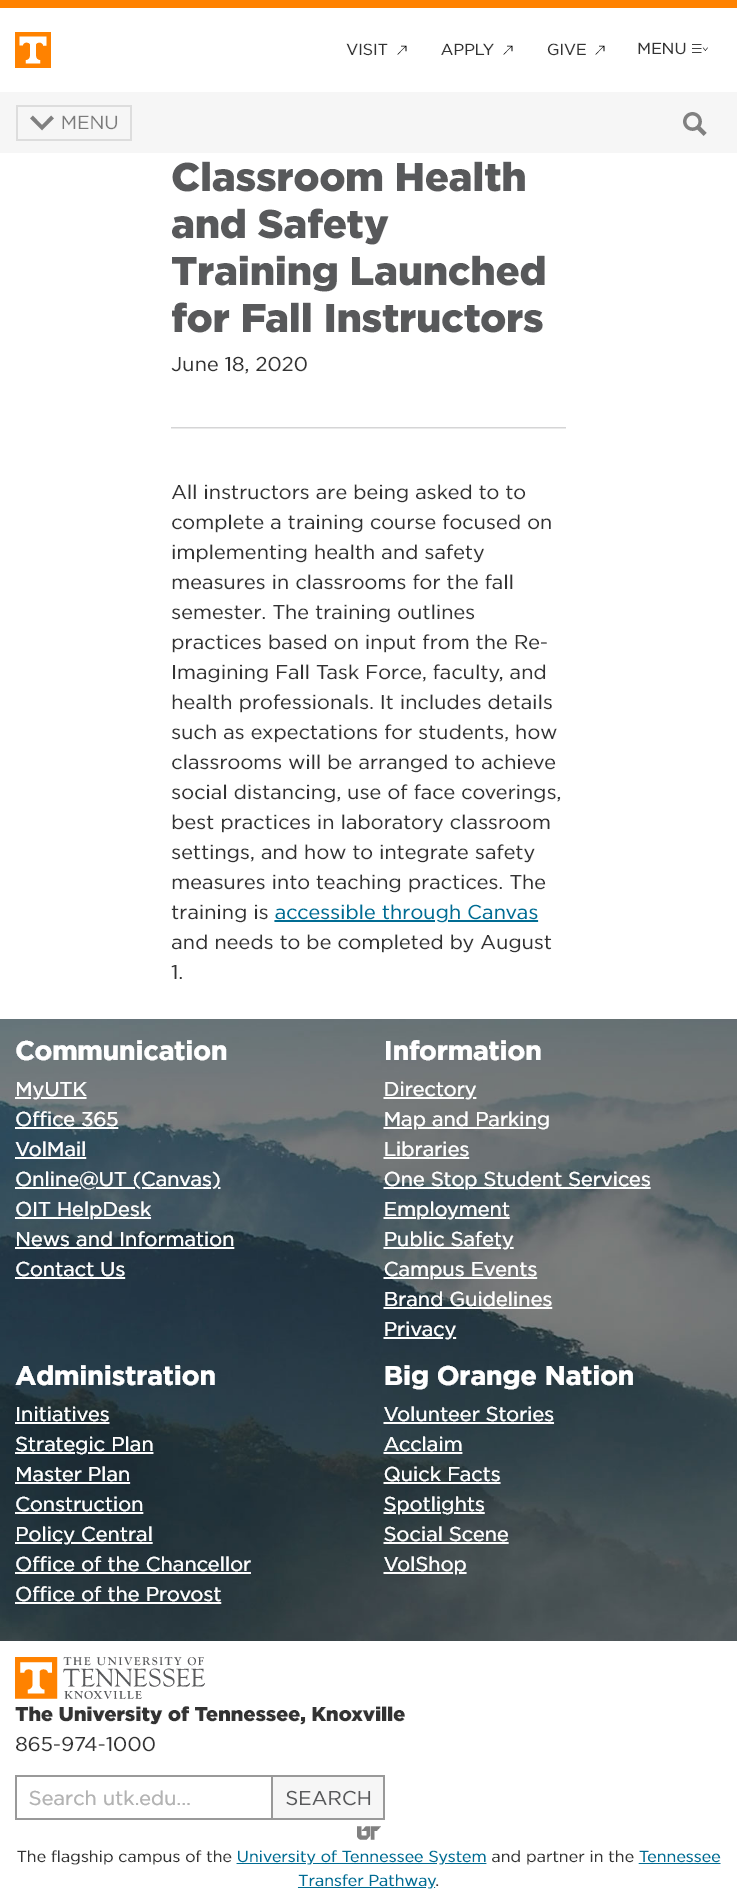 T
VISIT APPLY GIVE MENU
MENU
Classroom Health
and Safety
Training Launched
for Fall Instructors
June 18, 2020
All instructors are being asked to to
complete a training course focused on
implementing health and safety
measures in classrooms for the fall
semester. The training outlines
practices based on input from the Re-
Imagining Fall Task Force, faculty, and
health professionals. It includes details
such as expectations for students, how
classrooms will be arranged to achieve
social distancing, use of face coverings,
best practices in laboratory classroom
settings, and how to integrate safety
measures into teaching practices. The
training is accessible through Canvas
and needs to be completed by August
1.
Communication
MyUTK
Office 365
VolMail
Online@UT (Canvas)
OIT HelpDesk
News and Information
Contact Us
Information
Directory
Map and Parking
Libraries
One Stop Student Services
Employment
Public Safety
Campus Events
Brand Guidelines
Privacy
Administration
Initiatives
Strategic Plan
Master Plan
Construction
Policy Central
Office of the Chancellor
Office of the Provost
Big Orange Nation
Volunteer Stories
Acclaim
Quick Facts
Spotlights
Social Scene
VolShop
T
THE UNIVERSITY OF
TENNESSEE
KNOXVILLE
The University of Tennessee, Knoxville
865-974-1000
Search utk.edu...
SEARCH
UT
The flagship campus of the University of Tennessee System and partner in the Tennessee
Transfer Pathway.